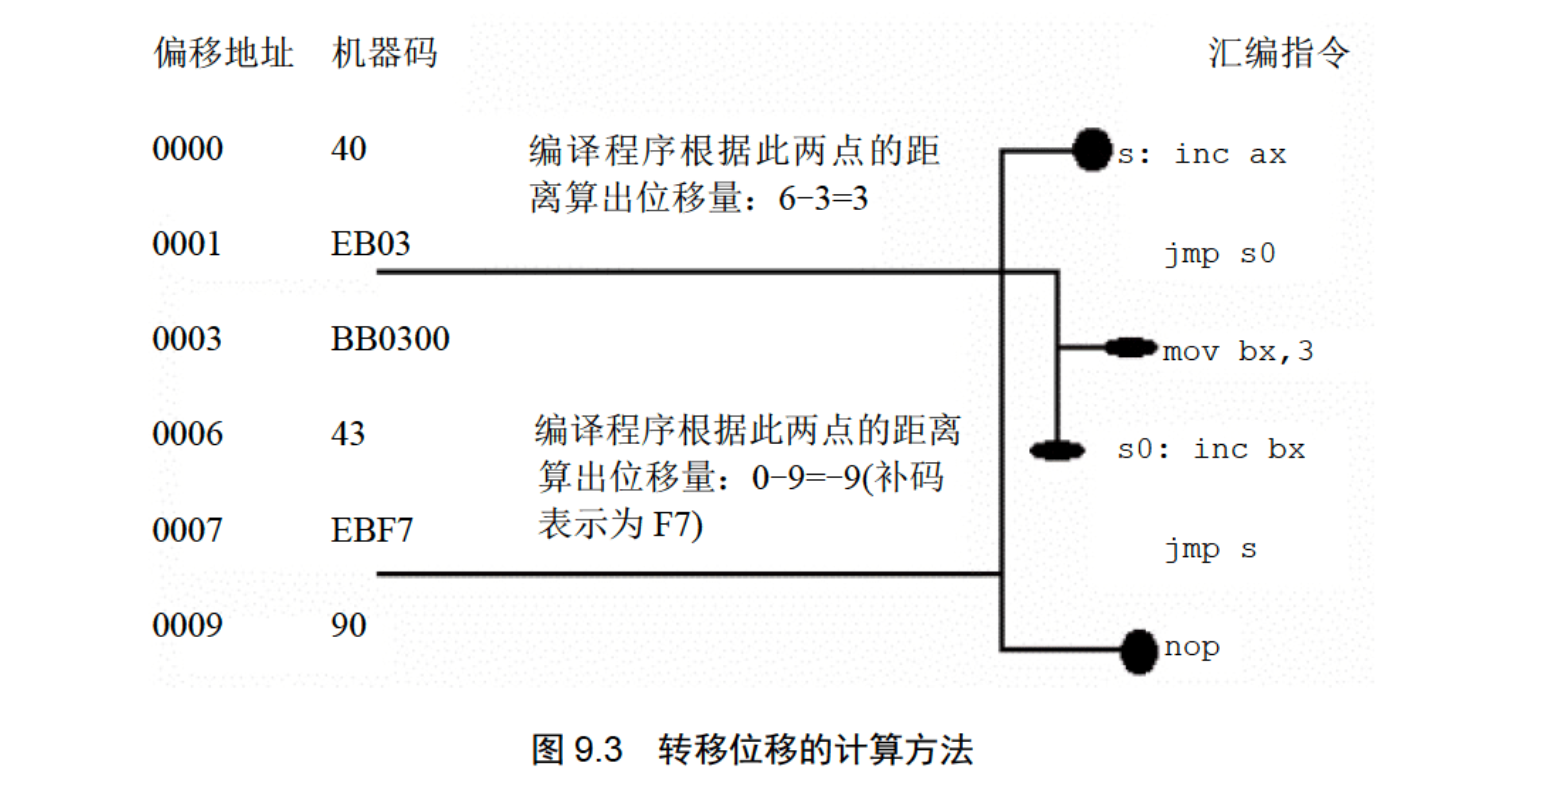 偏移地址 机器码 汇编指令
0000 40 编译程序根据此两点的距 s: inc ax
离算出位移量：6-3=3
0001 EB03 jmp s0
0003 BB0300 mov bx,3
0006 43 编译程序根据此两点的距离 s0: inc bx
算出位移量：0-9=-9(补码
表示为 F7)
0007 EBF7 jmp s
0009 90 nop
图 9.3 转移位移的计算方法